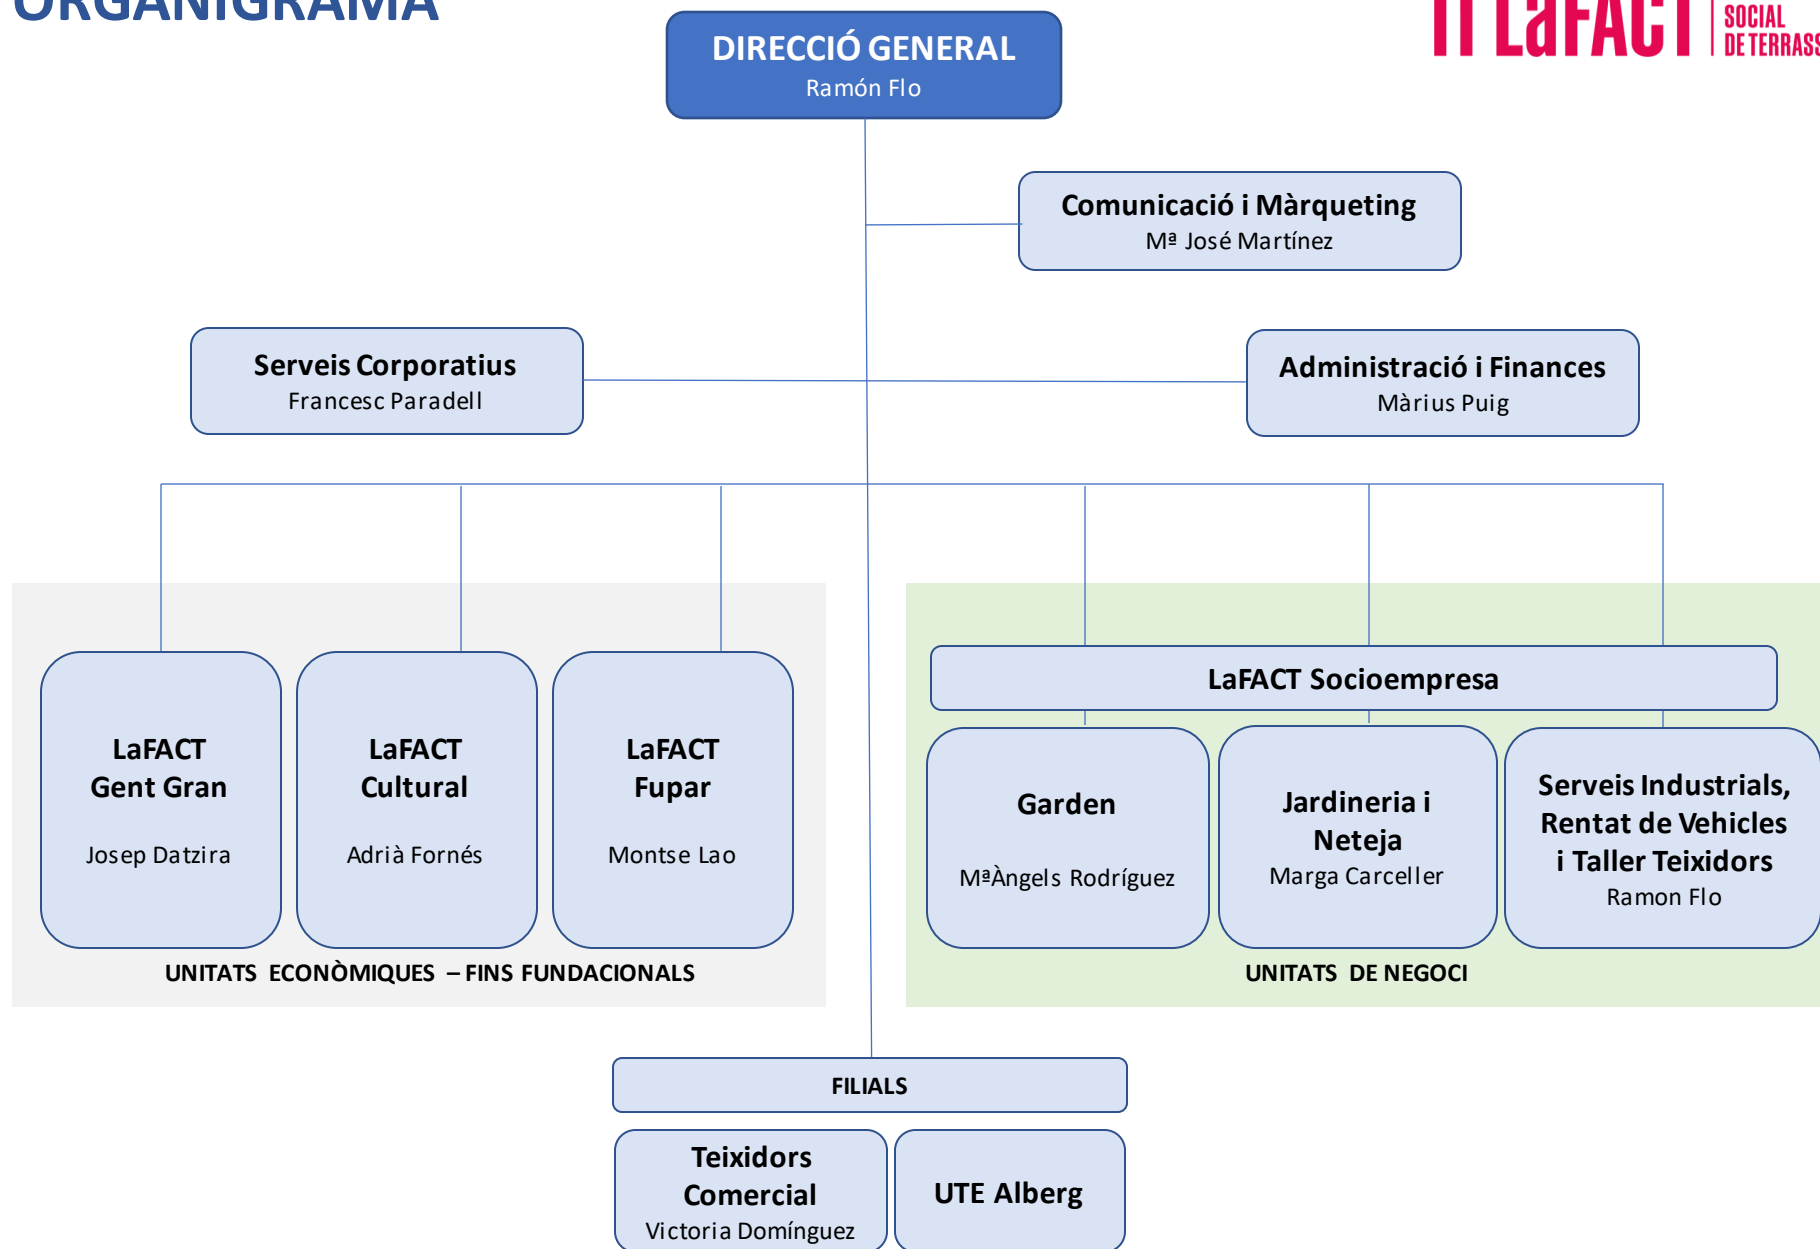 ORGANIGRAMA
LaFACT
SOCIAL
DE TERRASS
DIRECCIÓ GENERAL
Ramón Flo
Comunicació i Màrqueting
Mª José Martínez
Serveis Corporatius
Francesc Paradell
Administració i Finances
Màrius Puig
LaFACT
Gent Gran
Josep Datzira
LaFACT
Cultural
Adrià Fornés
LaFACT
Fupar
Montse Lao
UNITATS ECONÒMIQUES – FINS FUNDACIONALS
LaFACT Socioempresa
Garden
MªÀngels Rodríguez
Jardineria i
Neteja
Marga Carceller
Serveis Industrials,
Rentat de Vehicles
i Taller Teixidors
Ramon Flo
UNITATS DE NEGOCI
FILIALS
Teixidors
Comercial
Victoria Domínguez
UTE Alberg